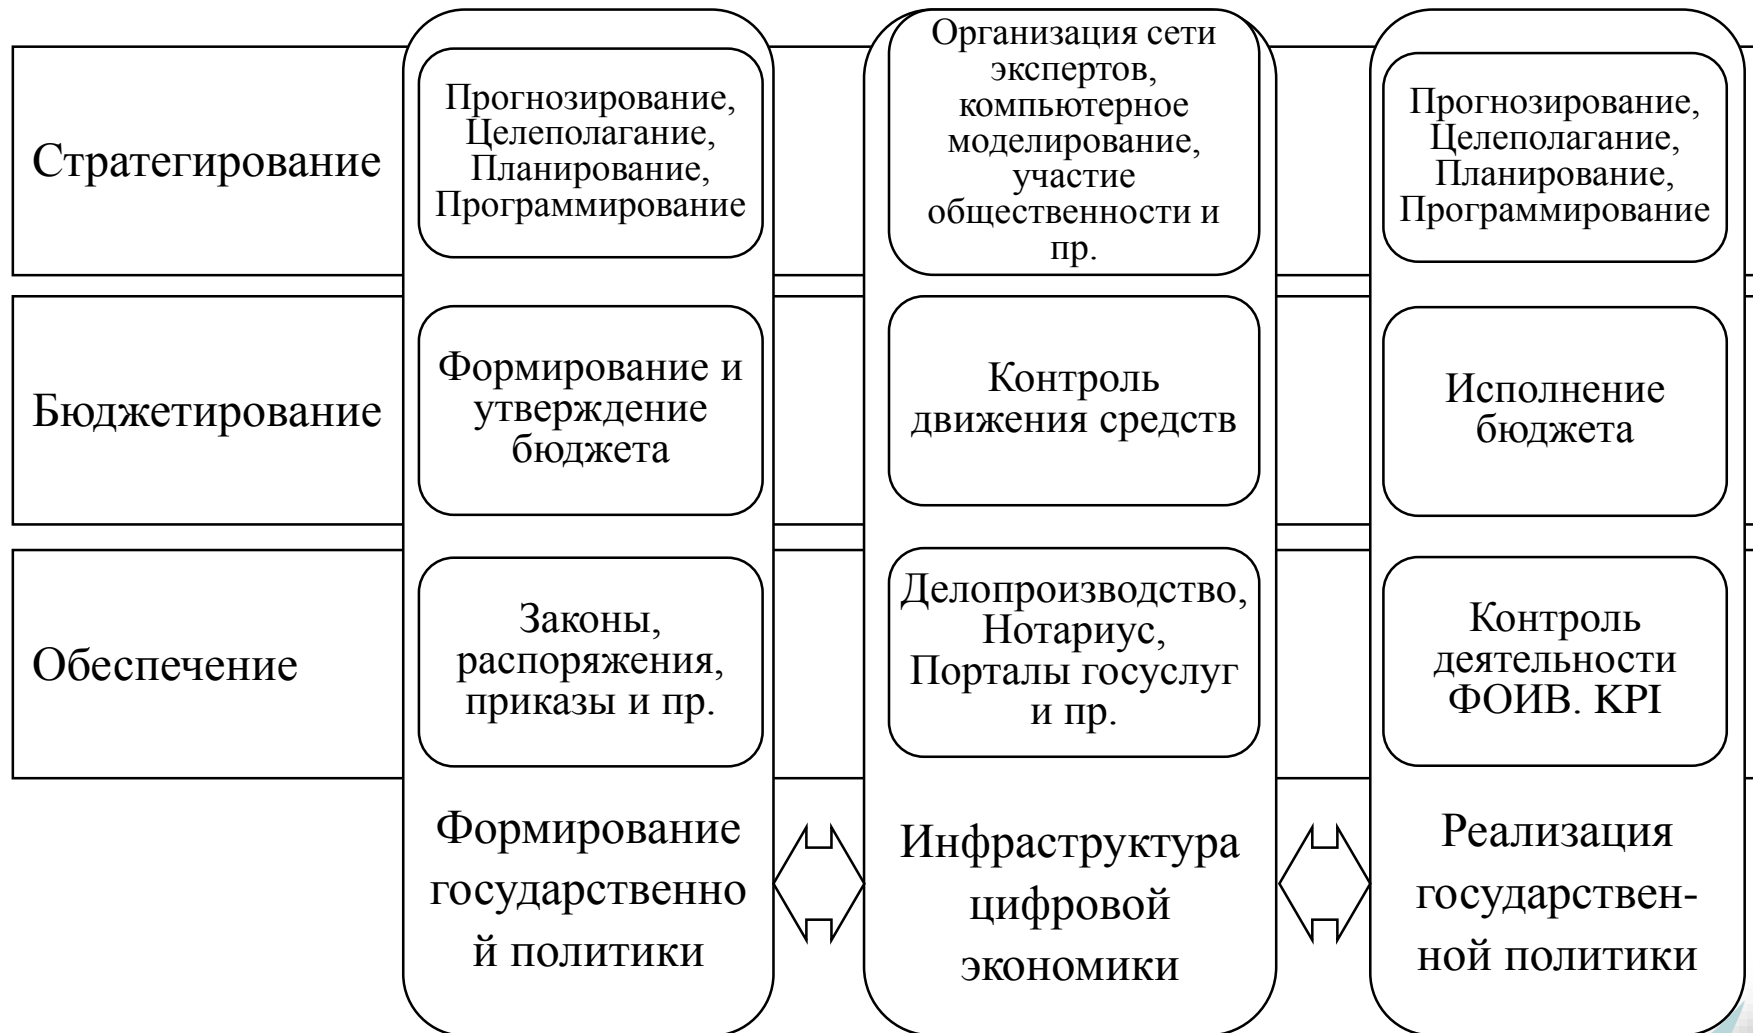 Стратегирование
Прогнозирование,
Целеполагание,
Планирование,
Программирование
Организация сети
экспертов,
компьютерное
моделирование,
участие
общественности и
пр.
Прогнозирование,
Целеполагание,
Планирование,
Программирование
Бюджетирование
Формирование и
утверждение
бюджета
Контроль
движения средств
Исполнение
бюджета
Обеспечение
Законы,
распоряжения,
приказы и пр.
Делопроизводство,
Нотариус,
Порталы госуслуг
и пр.
Контроль
деятельности
ФОИВ. KPI
Формирование
государственно
й политики
Инфраструктура
цифровой
экономики
Реализация
государствен-
ной политики